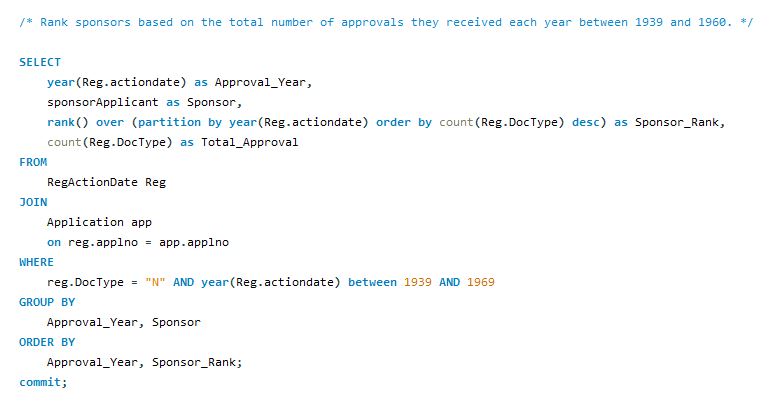 /* Rank sponsors based on the total number of approvals they received each year between 1939 and 1960. */
SELECT
year(Reg.actiondate) as Approval_Year,
sponsorApplicant as Sponsor,
rank() over (partition by year(Reg.actiondate) order by count(Reg.DocType) desc) as Sponsor_Rank,
count(Reg.DocType) as Total_Approval
FROM
RegActionDate Reg
JOIN
Application app
on reg.applno = app.applno
WHERE
reg.DocType = "N" AND year(Reg.actiondate) between 1939 AND 1969
GROUP BY
Approval_Year, Sponsor
ORDER BY
Approval_Year, Sponsor_Rank;
commit;